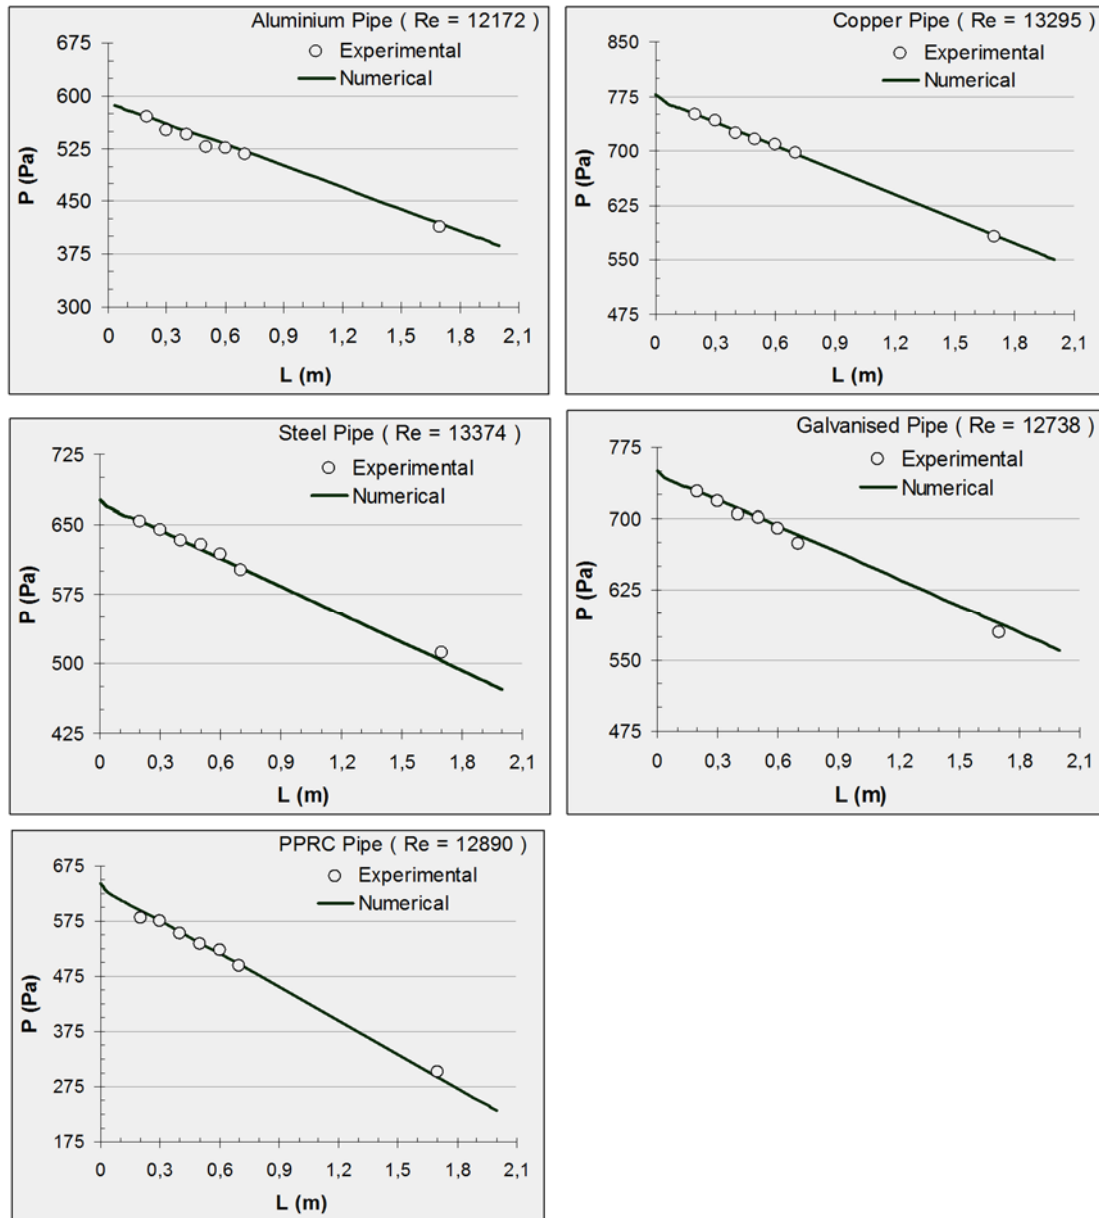 Aluminium Pipe ( Re = 12172 )
Experimental
Numerical
P (Pa)
675
600
525
450
375
300
0 0,3 0,6 0,9 1,2 1,5 1,8 2,1
L (m)
Copper Pipe ( Re = 13295 )
Experimental
Numerical
P (Pa)
850
775
700
625
550
475
0 0,3 0,6 0,9 1,2 1,5 1,8 2,1
L (m)
Steel Pipe ( Re = 13374 )
Experimental
Numerical
P (Pa)
725
650
575
500
425
0 0,3 0,6 0,9 1,2 1,5 1,8 2,1
L (m)
Galvanised Pipe ( Re = 12738 )
Experimental
Numerical
P (Pa)
775
700
625
550
475
0 0,3 0,6 0,9 1,2 1,5 1,8 2,1
L (m)
PPRC Pipe ( Re = 12890 )
Experimental
Numerical
P (Pa)
675
575
475
375
275
175
0 0,3 0,6 0,9 1,2 1,5 1,8 2,1
L (m)